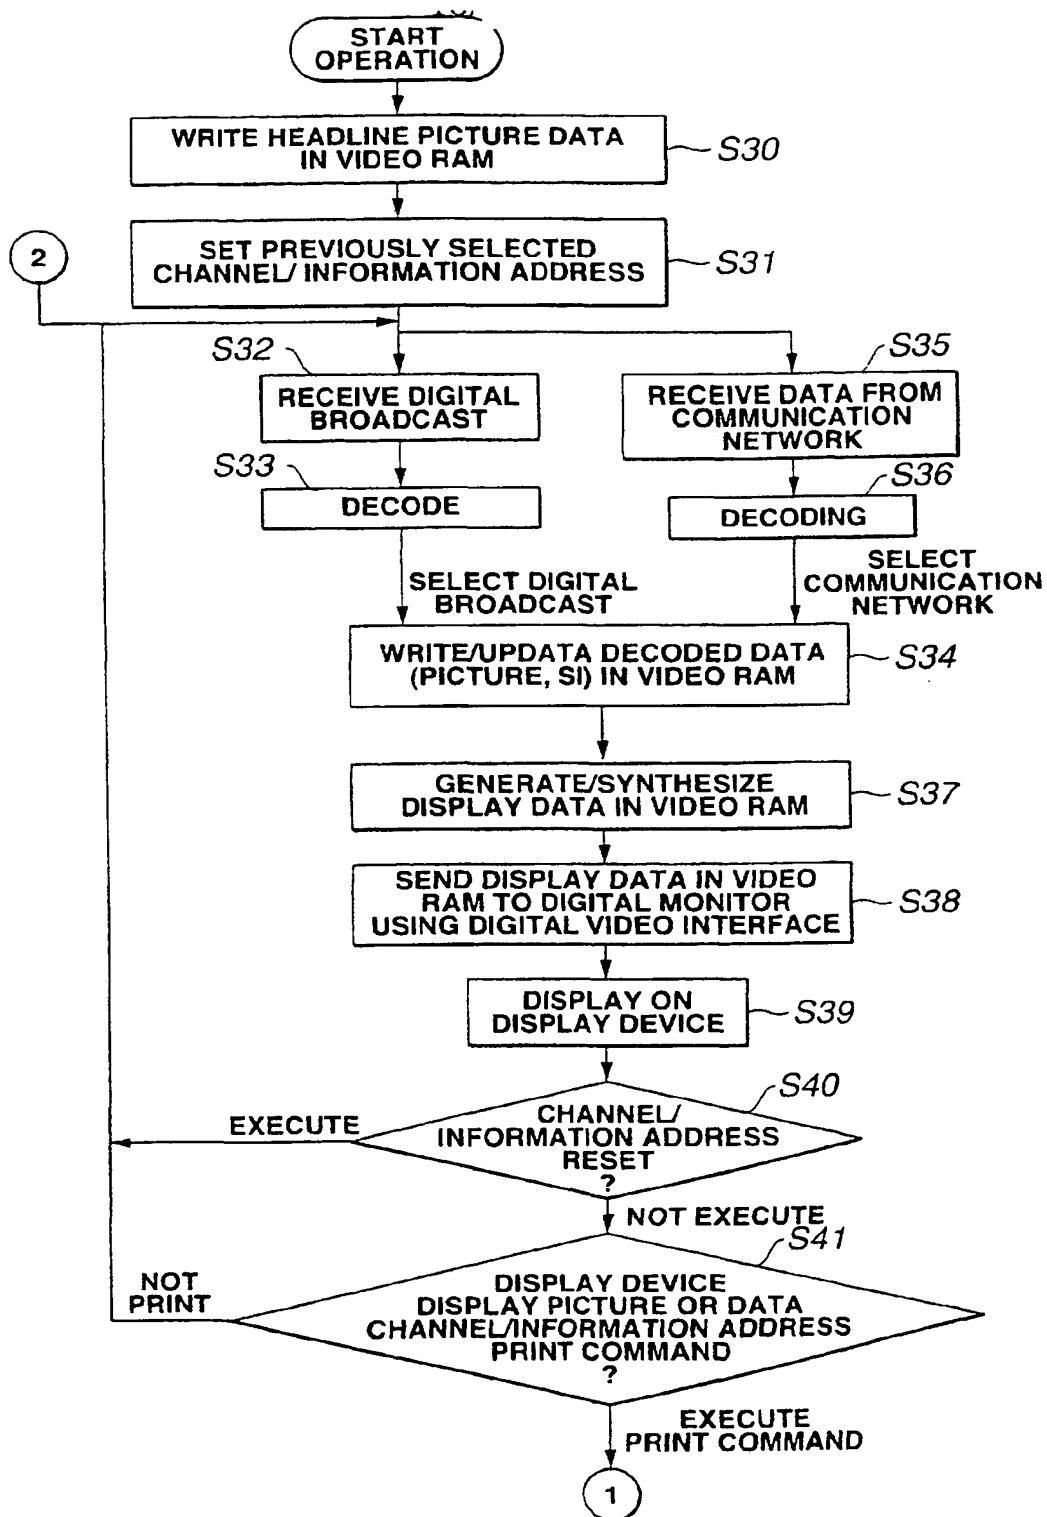 START
OPERATION
WRITE HEADLINE PICTURE DATA
IN VIDEO RAM
S30
SET PREVIOUSLY SELECTED
CHANNEL/ INFORMATION ADDRESS
S31
2
S32
RECEIVE DIGITAL
BROADCAST
S35
RECEIVE DATA FROM
COMMUNICATION
NETWORK
S33
DECODE
S36
DECODING
SELECT DIGITAL
BROADCAST
SELECT
COMMUNICATION
NETWORK
WRITE/UPDATA DECODED DATA
(PICTURE, SI) IN VIDEO RAM
S34
GENERATE/SYNTHESIZE
DISPLAY DATA IN VIDEO RAM
S37
SEND DISPLAY DATA IN VIDEO
RAM TO DIGITAL MONITOR
USING DIGITAL VIDEO INTERFACE
S38
DISPLAY ON
DISPLAY DEVICE
S39
S40
CHANNEL/
INFORMATION ADDRESS
RESET
?
EXECUTE
NOT EXECUTE
S41
DISPLAY DEVICE
DISPLAY PICTURE OR DATA
CHANNEL/INFORMATION ADDRESS
PRINT COMMAND
?
NOT
PRINT
EXECUTE
PRINT COMMAND
1